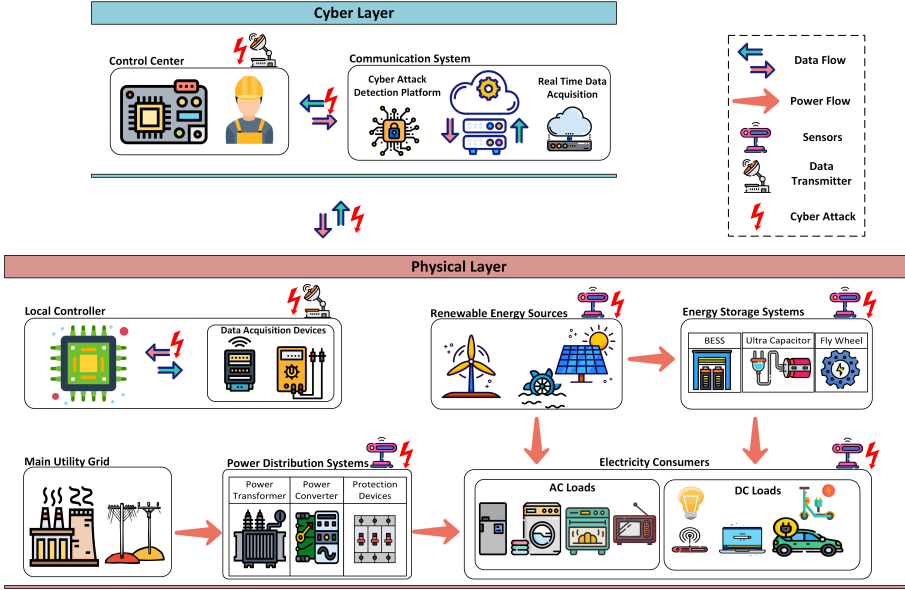 Cyber Layer
Control Center
Communication System
Cyber Attack
Detection Platform
Real Time Data
Acquisition
Data Flow
Power Flow
Sensors
Data
Transmitter
Cyber Attack
Physical Layer
Local Controller
Data Acquisition Devices
Renewable Energy Sources
Energy Storage Systems
BESS
Ultra Capacitor
Fly Wheel
Main Utility Grid
Power Distribution Systems
Power
Transformer
Power
Converter
Protection
Devices
Electricity Consumers
AC Loads
DC Loads